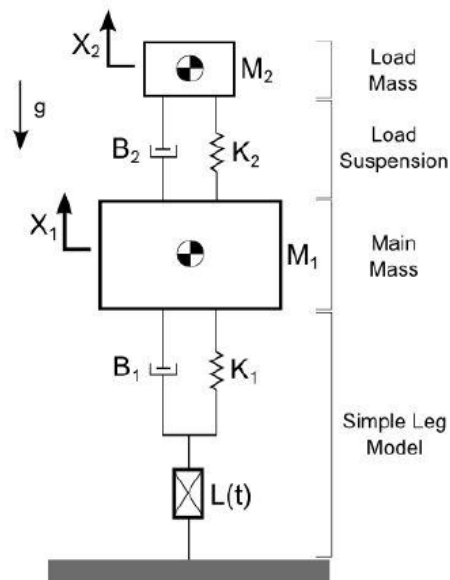 X₂
M₂
Load
Mass
g
B₂
K₂
Load
Suspension
X₁
M₁
Main
Mass
B₁
K₁
Simple Leg
Model
L(t)